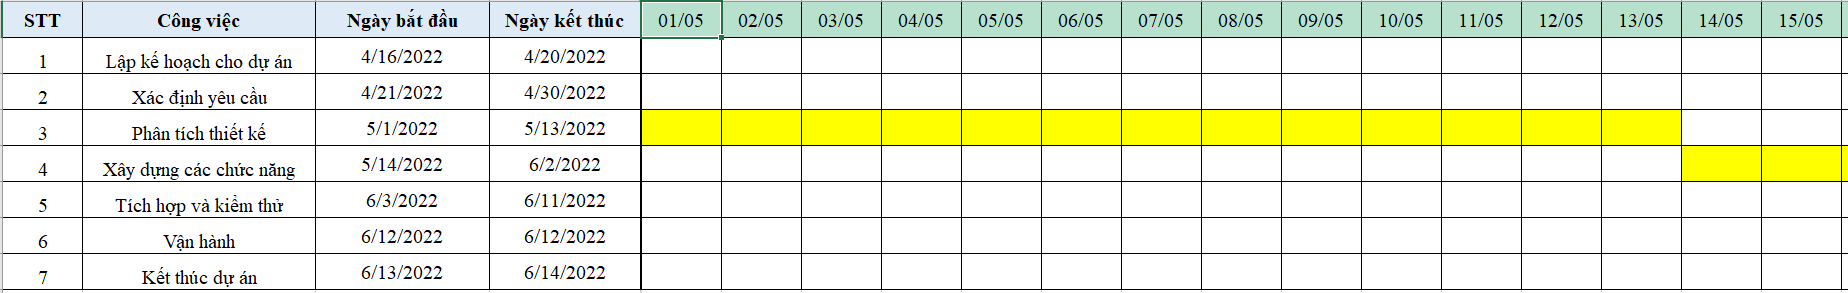 STT Công việc Ngày bắt đầu Ngày kết thúc 01/05 02/05 03/05 04/05 05/05 06/05 07/05 08/05 09/05 10/05 11/05 12/05 13/05 14/05 15/05
1 Lập kế hoạch cho dự án 4/16/2022 4/20/2022
2 Xác định yêu cầu 4/21/2022 4/30/2022
3 Phân tích thiết kế 5/1/2022 5/13/2022
4 Xây dựng các chức năng 5/14/2022 6/2/2022
5 Tích hợp và kiểm thử 6/3/2022 6/11/2022
6 Vận hành 6/12/2022 6/12/2022
7 Kết thúc dự án 6/13/2022 6/14/2022